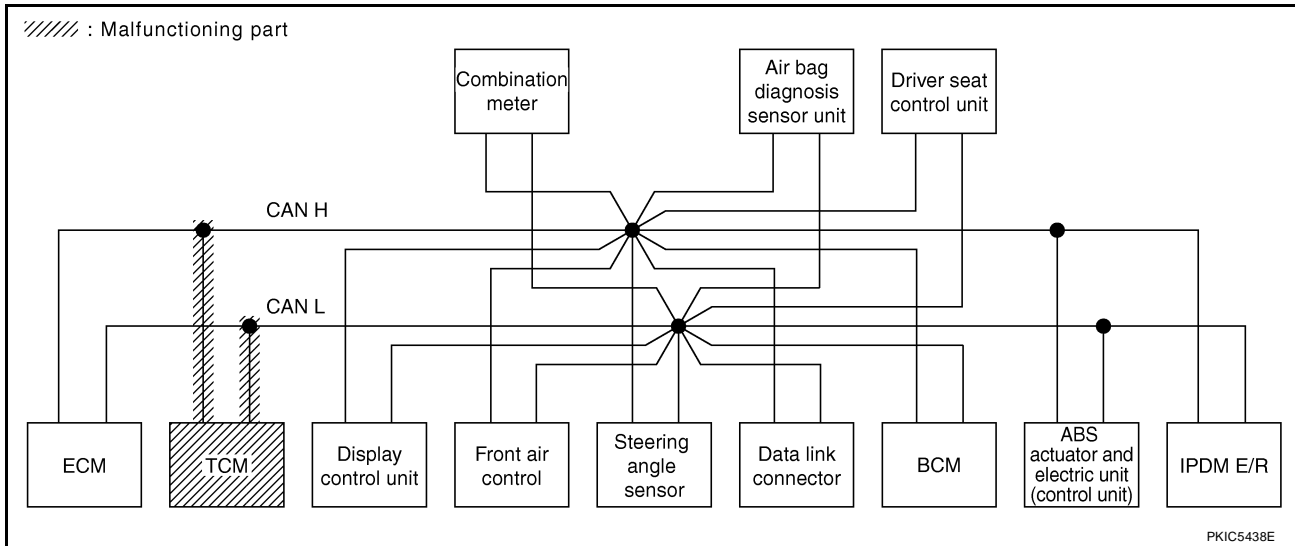 : Malfunctioning part
Combination
meter
Air bag
diagnosis
sensor unit
Driver seat
control unit
CAN H
CAN L
ECM
TCM
Display
control unit
Front air
control
Steering
angle
sensor
Data link
connector
BCM
ABS
actuator and
electric unit
(control unit)
IPDM E/R
PKIC5438E